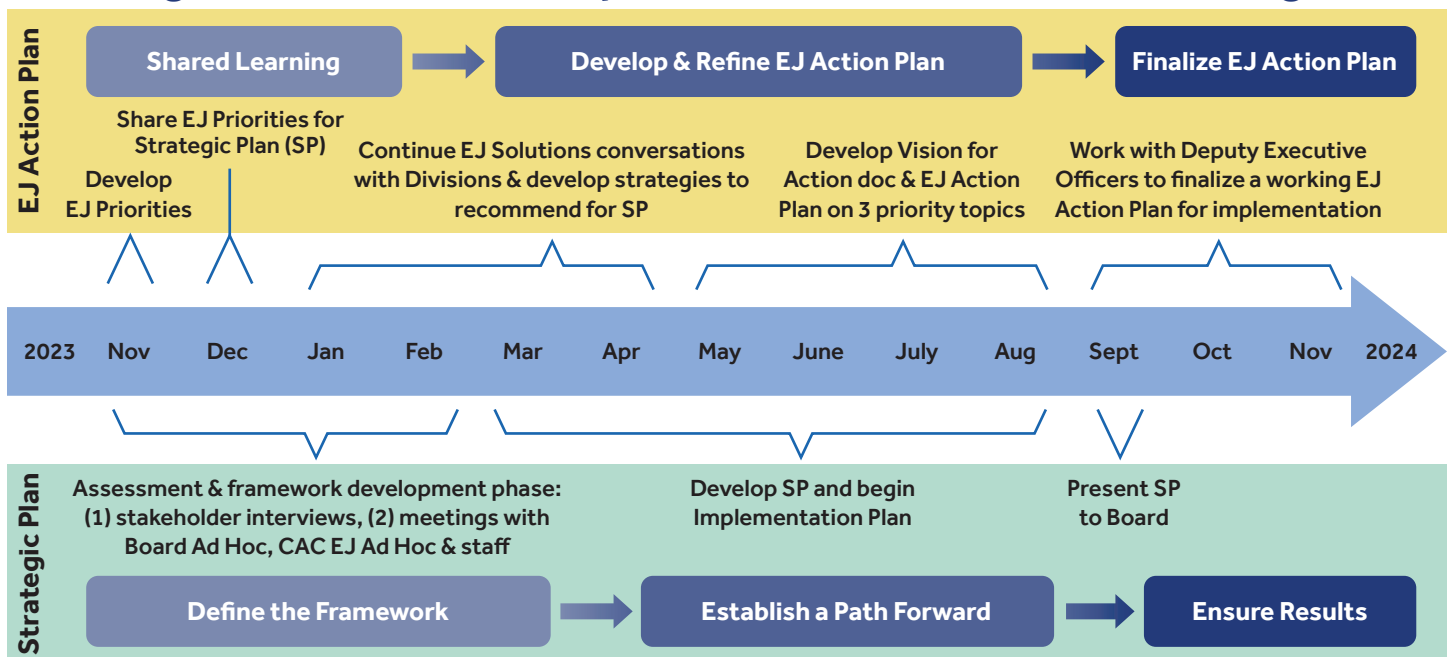 EJ Action Plan
Shared Learning
Develop & Refine EJ Action Plan
Finalize EJ Action Plan
Develop
EJ Priorities
Share EJ Priorities for
Strategic Plan (SP)
Continue EJ Solutions conversations
with Divisions & develop strategies to
recommend for SP
Develop Vision for
Action doc & EJ Action
Plan on 3 priority topics
Work with Deputy Executive
Officers to finalize a working EJ
Action Plan for implementation
2023 Nov Dec Jan Feb Mar Apr May June July Aug Sept Oct Nov 2024
Strategic Plan
Assessment & framework development phase:
(1) stakeholder interviews, (2) meetings with
Board Ad Hoc, CAC EJ Ad Hoc & staff
Develop SP and begin
Implementation Plan
Present SP
to Board
Define the Framework
Establish a Path Forward
Ensure Results